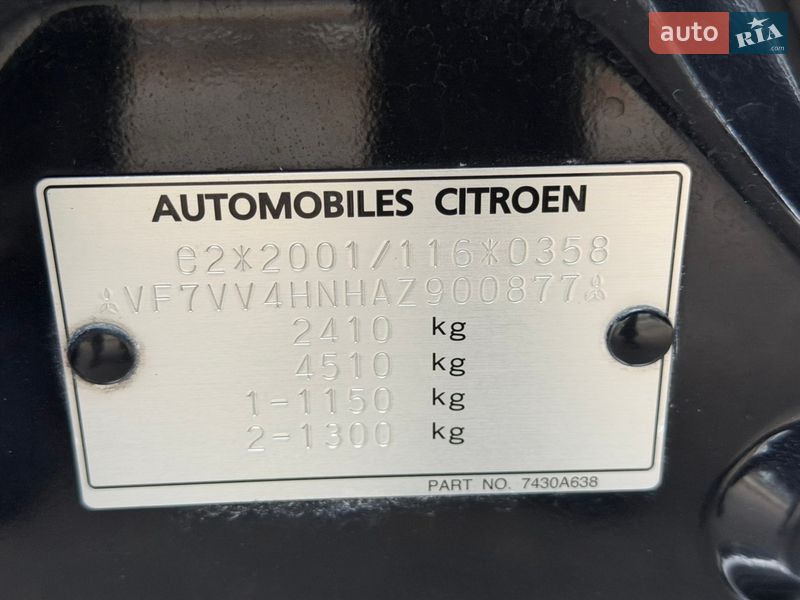 auto RIA
.com
AUTOMOBILES CITROEN
e2*2001/116*0358
VF7VV4HNHAZ900877
2410 kg
4510 kg
1-1150 kg
2-1300 kg
PART NO. 7430A638